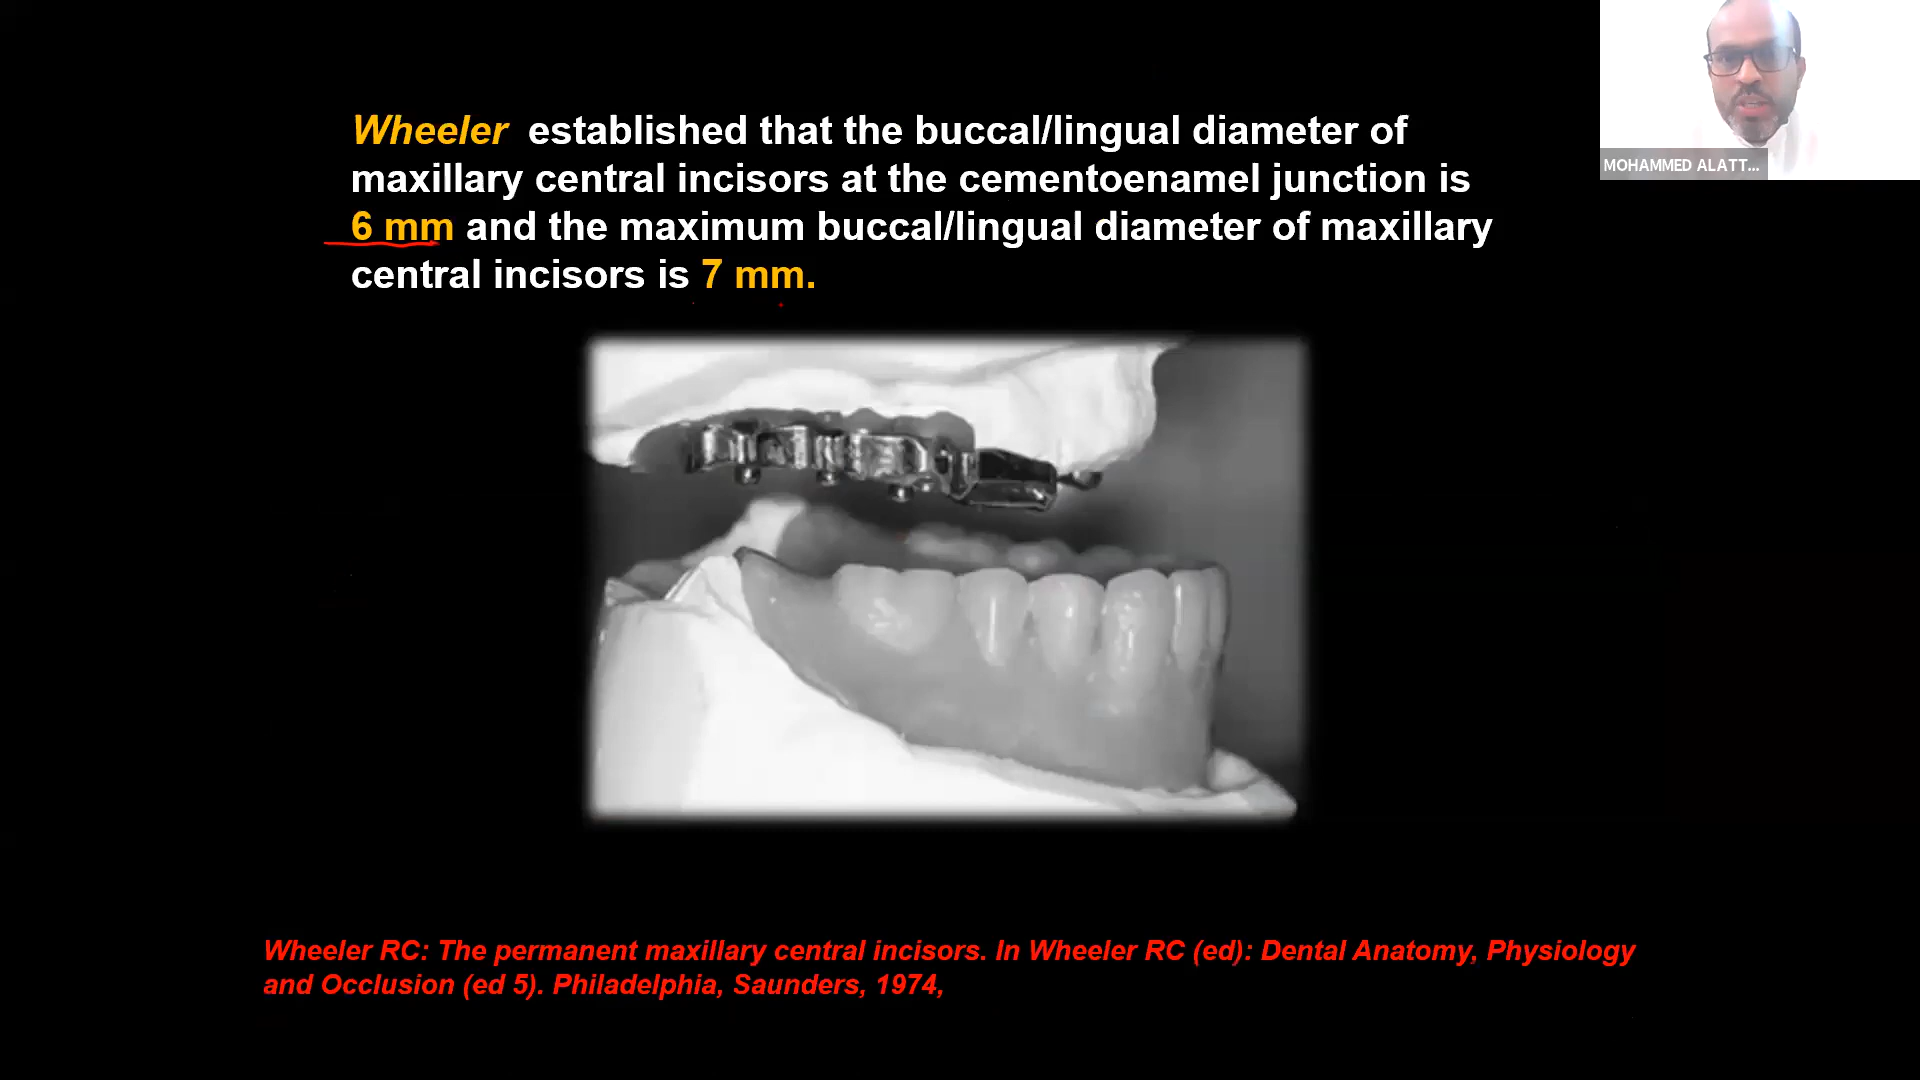 Wheeler established that the buccal/lingual diameter of
maxillary central incisors at the cementoenamel junction is
6 mm and the maximum buccal/lingual diameter of maxillary
central incisors is 7 mm.
MOHAMMED ALATT...
Wheeler RC: The permanent maxillary central incisors. In Wheeler RC (ed): Dental Anatomy, Physiology
and Occlusion (ed 5). Philadelphia, Saunders, 1974,